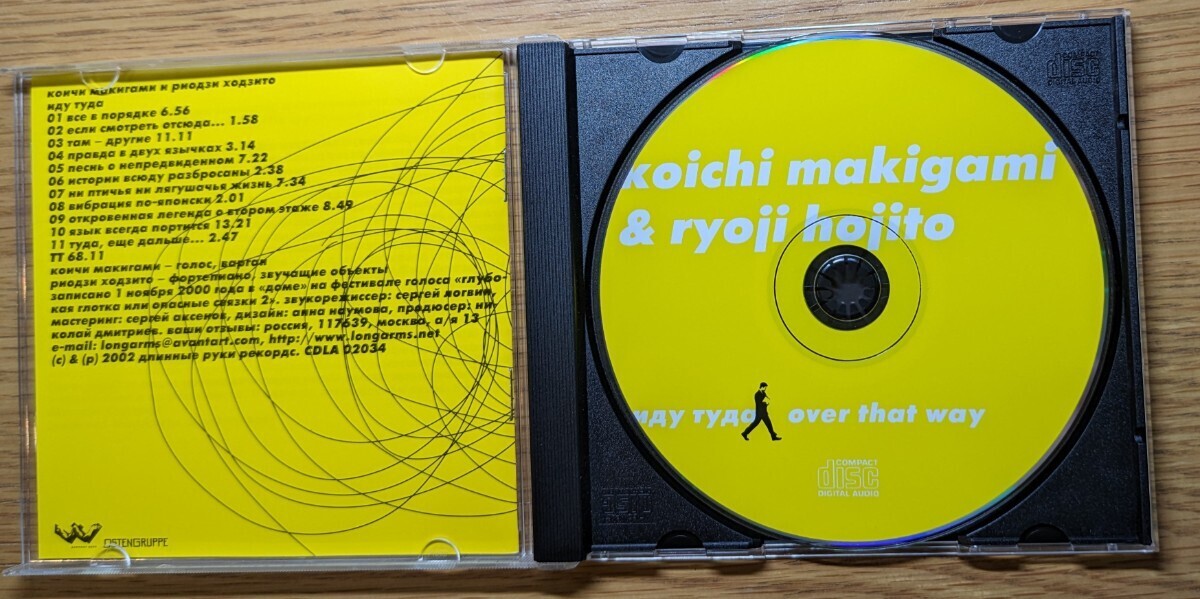 коичи макигами и риодзи ходзито
иду туда
01 все в порядке 6.56
02 если смотреть отсюда... 1.58
03 там – другие 11.11
04 правда в двух язычках 3.14
05 песнь о непредвиденном 7.22
06 истории всюду разбросаны 2.38
07 ни птичья ни лягушачья жизнь 7.34
08 вибрация по-японски 2.01
09 откровенная легенда о втором этаже 8.49
10 язык всегда портится 13.21
11 туда, еще дальше... 2.47
TT 68.11
коичи макигами – голос, варган
риодзи ходзито – фортепиано, звучащие объекты
записано 1 ноября 2000 года в «доме» на фестивале голоса «глубо-
кая глотка или опасные связки 2». звукорежиссер: сергей логвин,
мастеринг: сергей аксенов, дизайн: анна наумова, продюсер: ни-
колай дмитриев. ваши отзывы: россия, 117639, москва, а/я 13
e-mail: longarms@avantart.com, http://www.longarms.net
(c) & (p) 2002 длинные руки рекордс. CDLA 02034
OSTENGRUPPE
koichi makigami
& ryoji hojito
иду туда over that way
COMPACT
disc
DIGITAL AUDIO
disc